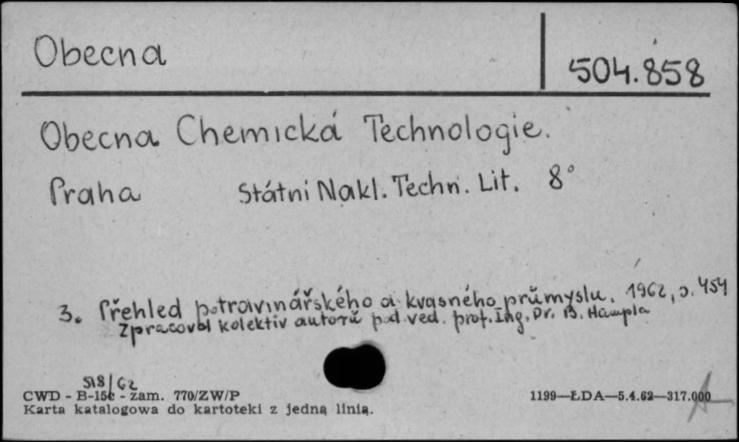 Obecna
504.858
Obecna Chemická Technologie.
Praha Státni Nakl. Techn. Lit. 8°
3. Přehled potravinářského a kvasného průmyslu. 1962, s. 454
Zpracoval kolektiv autorů pod ved. prof. Ing. Dr. B. Hampla
518/62
CWD - B-15c - zam. 770/ZW/P
Karta katalogowa do kartoteki z jedną linią.
1199—ŁDA—5.4.62—317.000